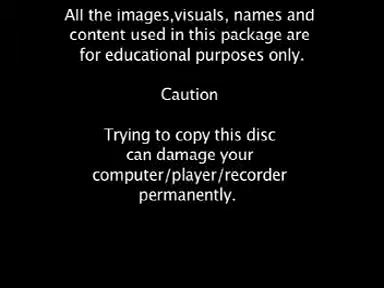 All the images,visuals, names and
content used in this package are
for educational purposes only.
Caution
Trying to copy this disc
can damage your
computer/player/recorder
permanently.